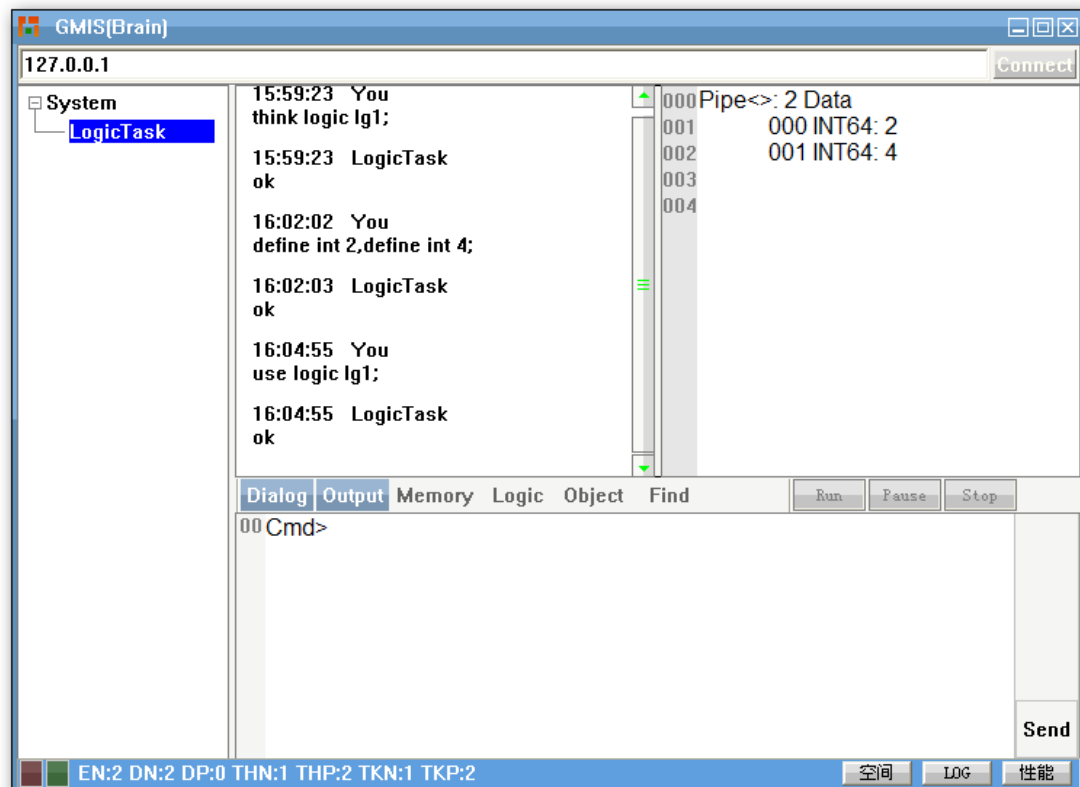 GMIS(Brain)
127.0.0.1
Connect
System
LogicTask
15:59:23 You
think logic lg1;
15:59:23 LogicTask
ok
16:02:02 You
define int 2,define int 4;
16:02:03 LogicTask
ok
16:04:55 You
use logic lg1;
16:04:55 LogicTask
ok
000 Pipe<>: 2 Data
001 000 INT64: 2
002 001 INT64: 4
003
004
Dialog Output Memory Logic Object Find Run Pause Stop
00 Cmd>
Send
EN:2 DN:2 DP:0 THN:1 THP:2 TKN:1 TKP:2 空间 LOG 性能